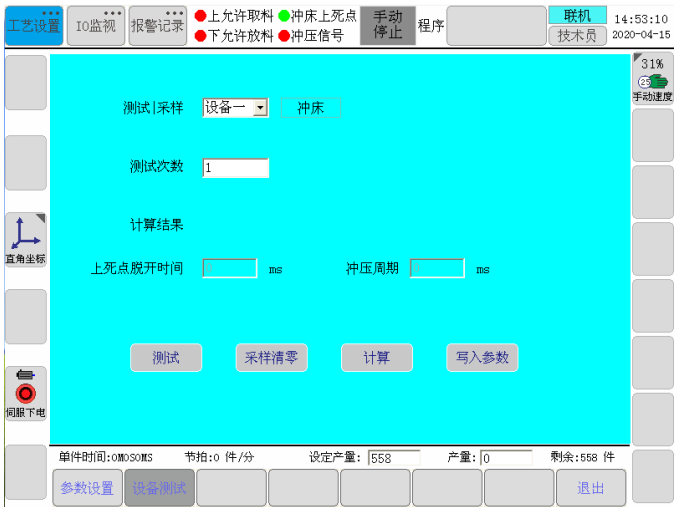 工艺设置 IO监视 报警记录 上允许取料 冲床上死点 手动 程序 联机 14:53:10
下允许放料 冲压信号 停止 技术员 2020-04-15
31%
25
手动速度
测试|采样 设备一 冲床
测试次数 1
计算结果
直角坐标
上死点脱开时间 0 ms 冲压周期 0 ms
测试 采样清零 计算 写入参数
伺服下电
单件时间:0M0S0MS 节拍:0 件/分 设定产量: 558 产量: 0 剩余:558 件
参数设置 设备测试 退出